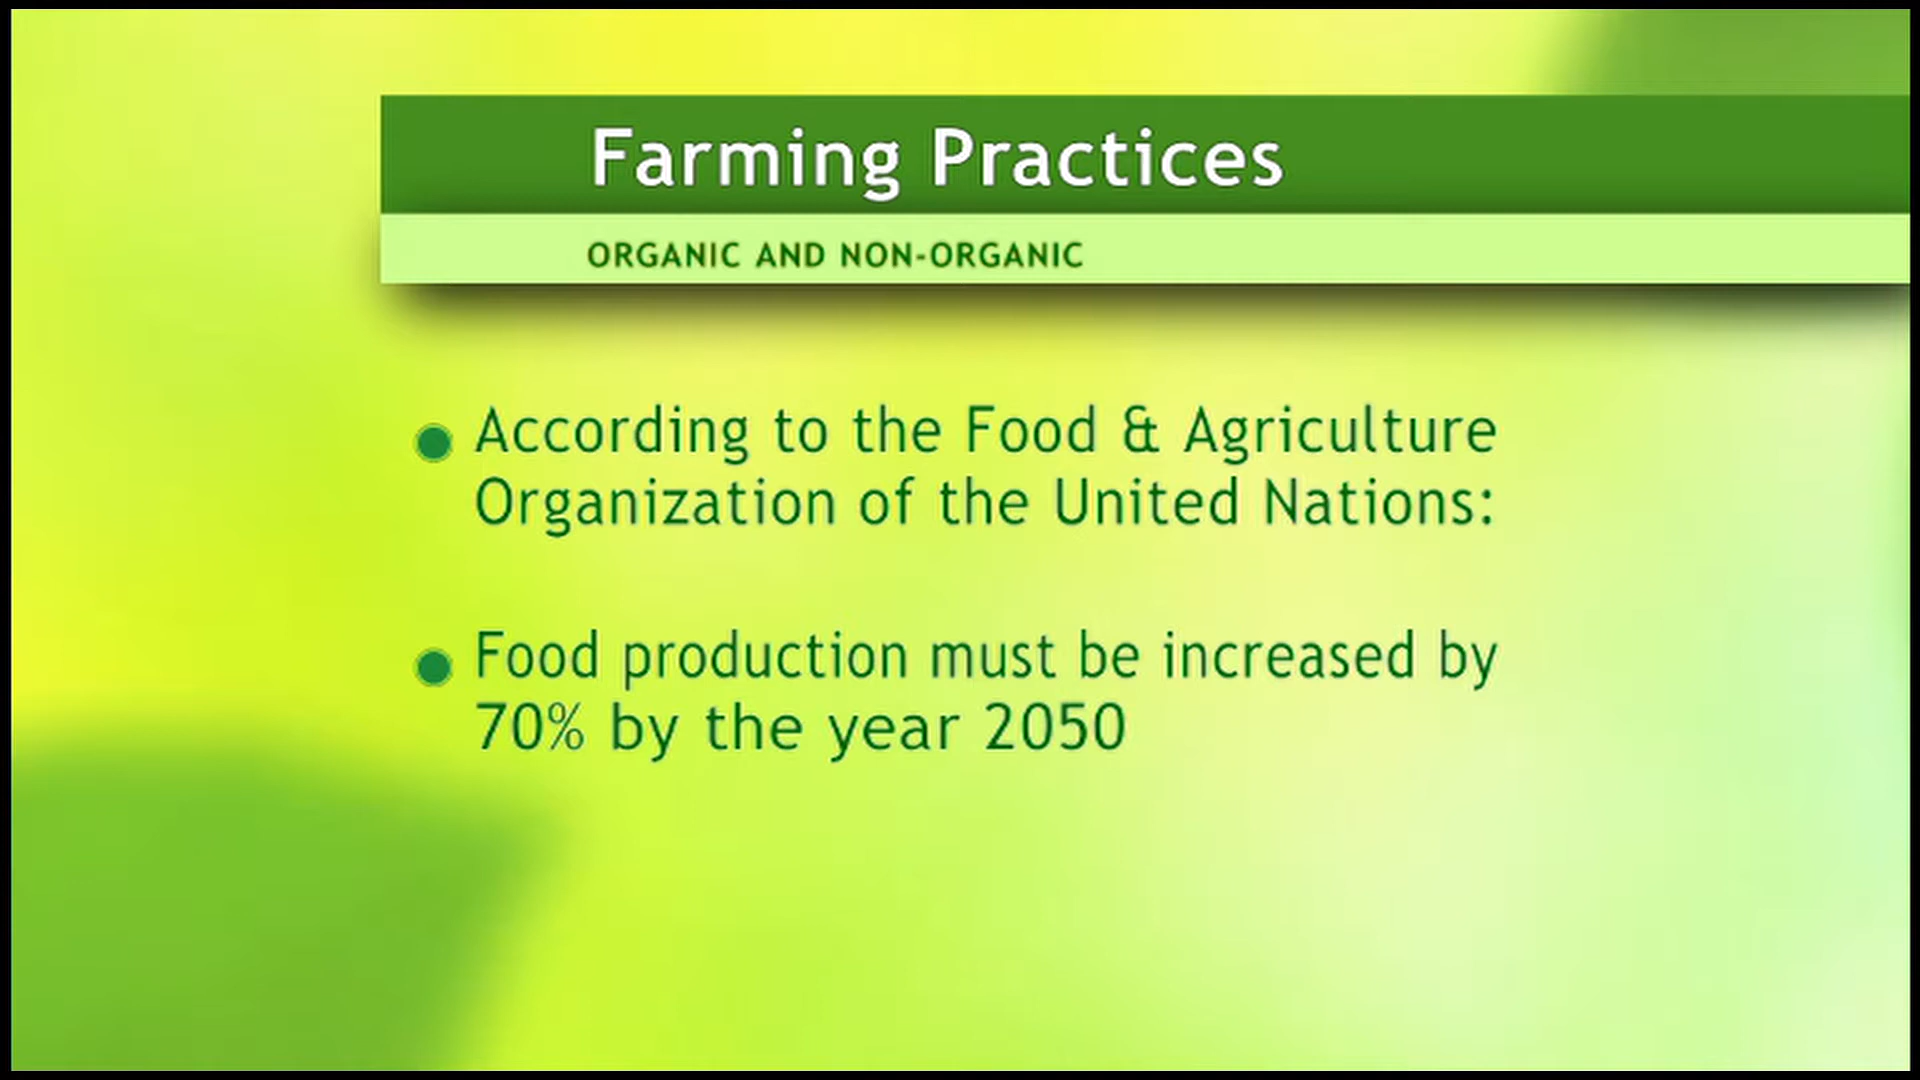 Farming Practices
ORGANIC AND NON-ORGANIC
According to the Food & Agriculture
Organization of the United Nations:
Food production must be increased by
70% by the year 2050